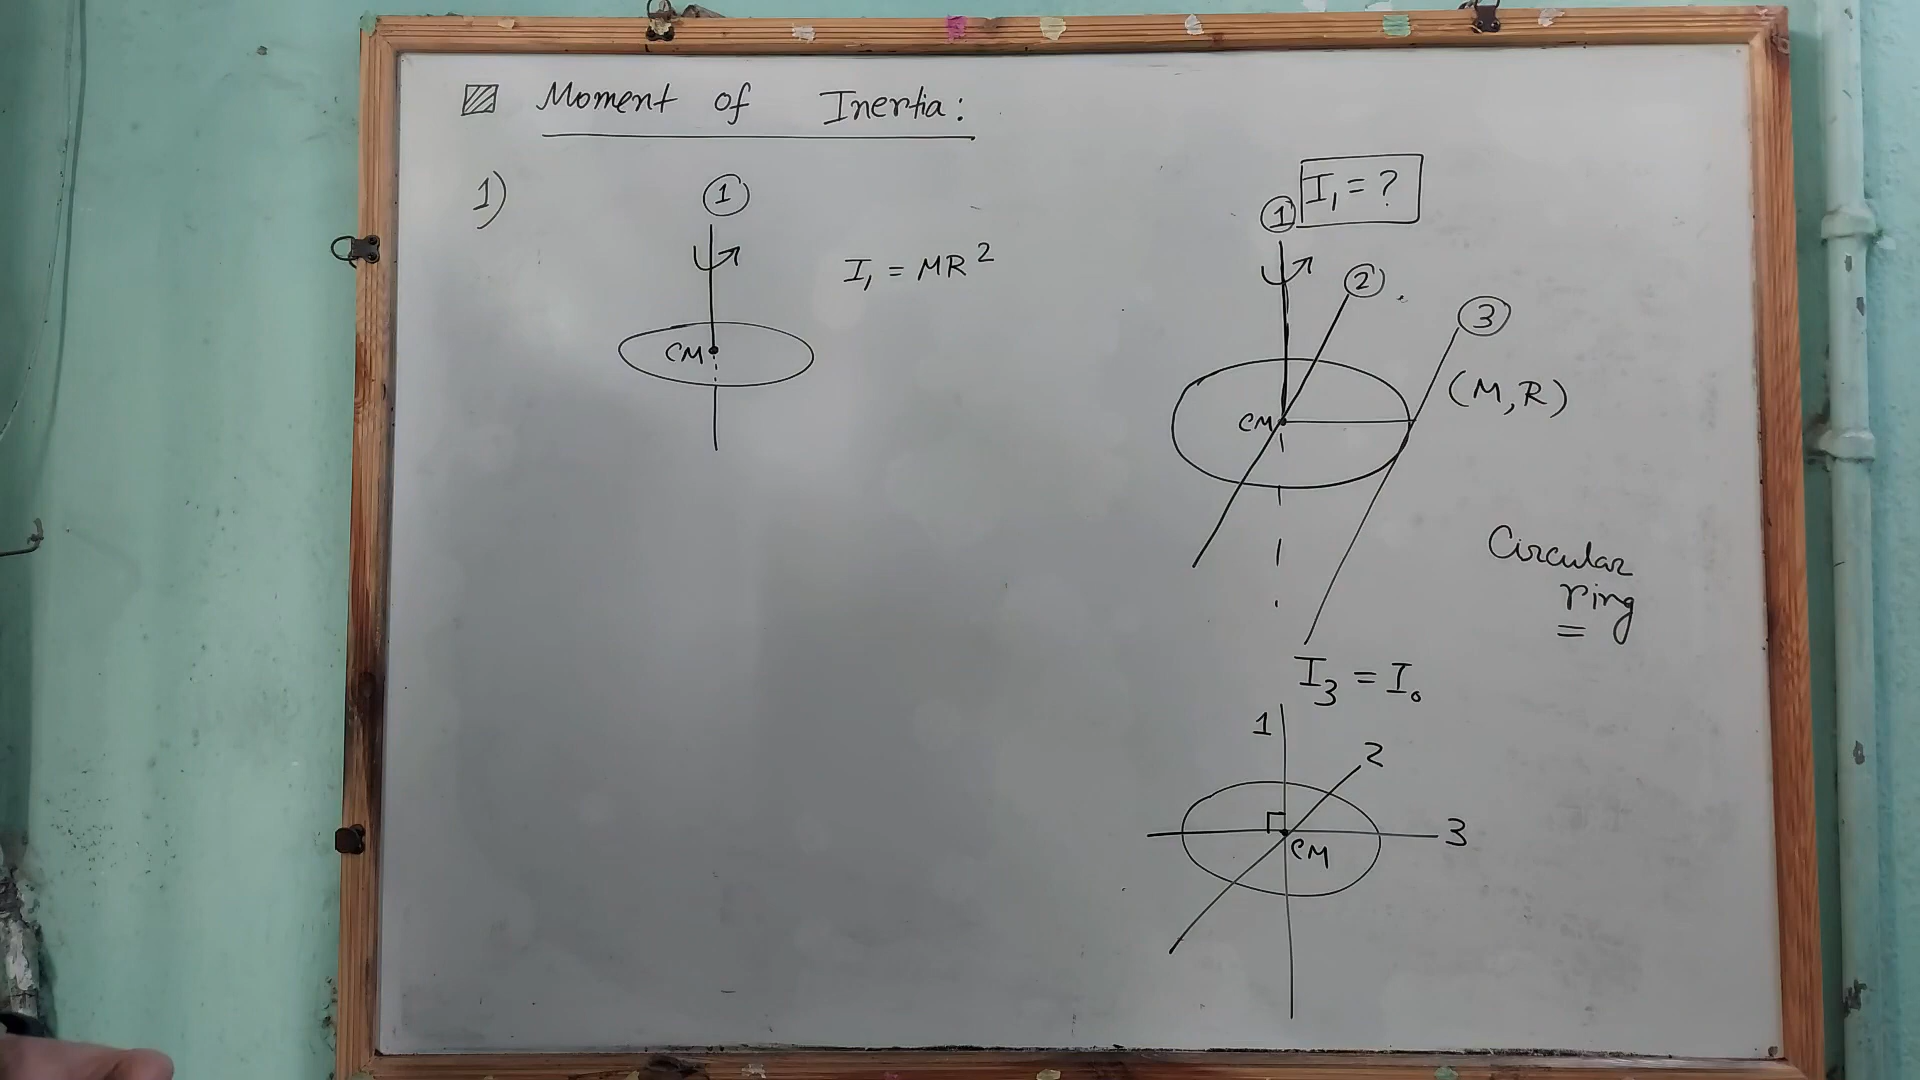 Moment of Inertia:
1)
1
I₁ = MR²
CM
I₁ = ?
1
2
3
(M, R)
CM
Circular
ring
I₃ = I₀
1
2
3
CM